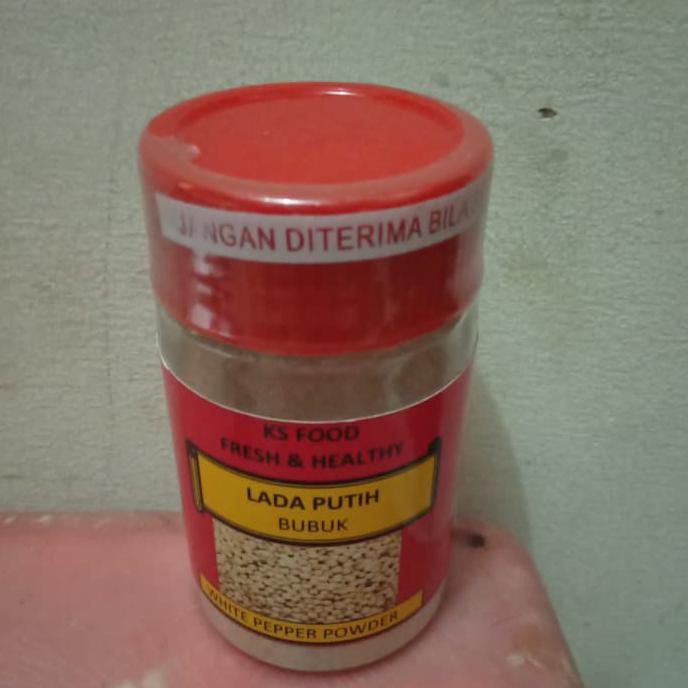 JANGAN DITERIMA BILA
KS FOOD
FRESH & HEALTHY
LADA PUTIH
BUBUK
WHITE PEPPER POWDER